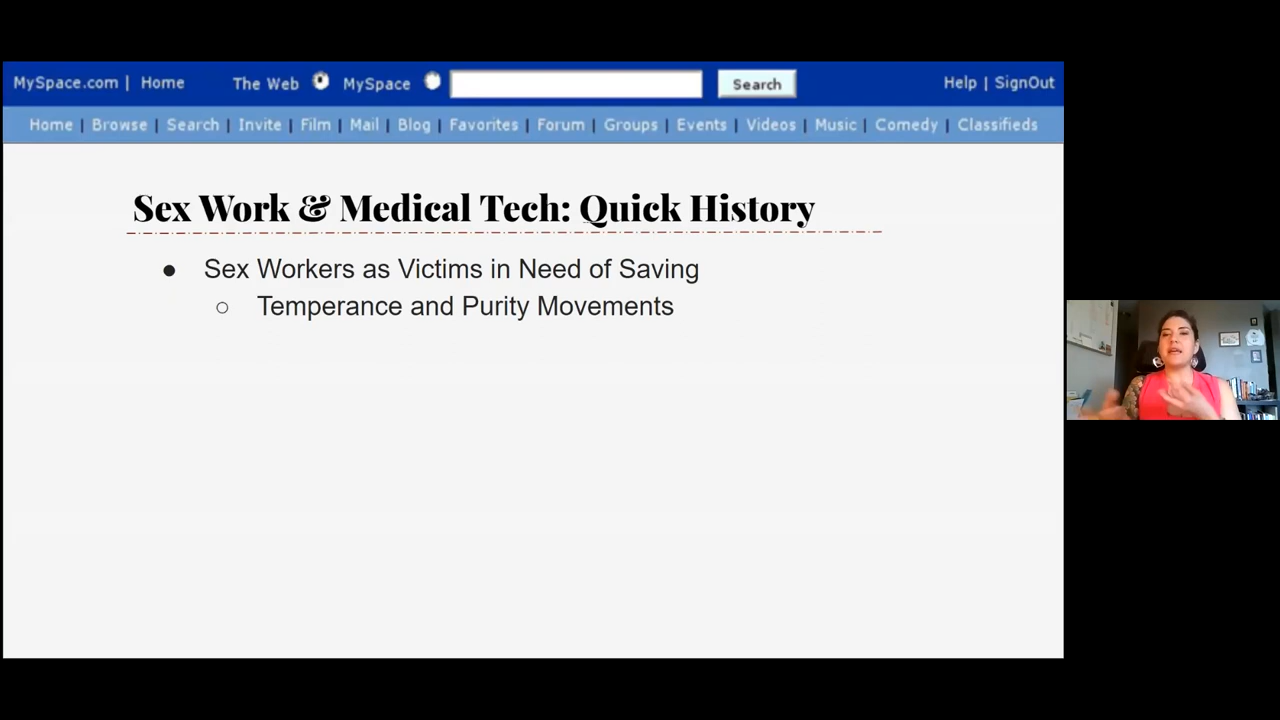 MySpace.com | Home The Web MySpace Search Help | SignOut
Home | Browse | Search | Invite | Film | Mail | Blog | Favorites | Forum | Groups | Events | Videos | Music | Comedy | Classifieds
Sex Work & Medical Tech: Quick History
● Sex Workers as Victims in Need of Saving
○ Temperance and Purity Movements